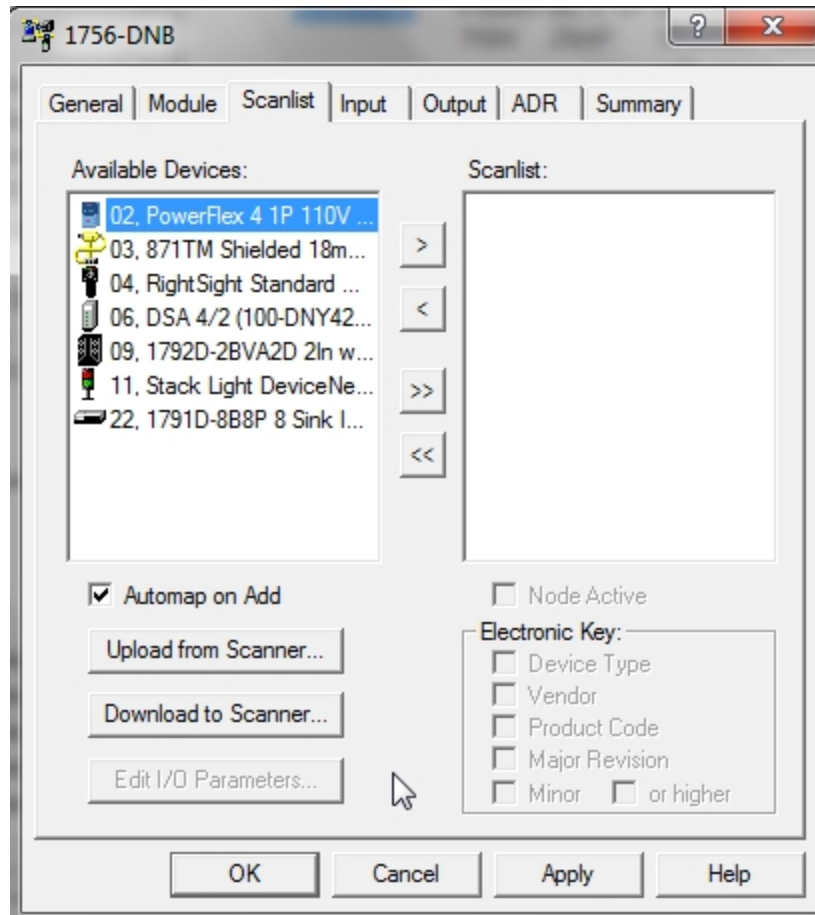 1756-DNB
?
X
General Module Scanlist Input Output ADR Summary
Available Devices:
02, PowerFlex 4 1P 110V ...
03, 871TM Shielded 18m...
04, RightSight Standard ...
06, DSA 4/2 (100-DNY42...
09, 1792D-2BVA2D 2In w...
11, Stack Light DeviceNe...
22, 1791D-8B8P 8 Sink I...
>
<
>>
<<
Scanlist:
Automap on Add
Upload from Scanner...
Download to Scanner...
Edit I/O Parameters...
Node Active
Electronic Key:
Device Type
Vendor
Product Code
Major Revision
Minor or higher
OK Cancel Apply Help